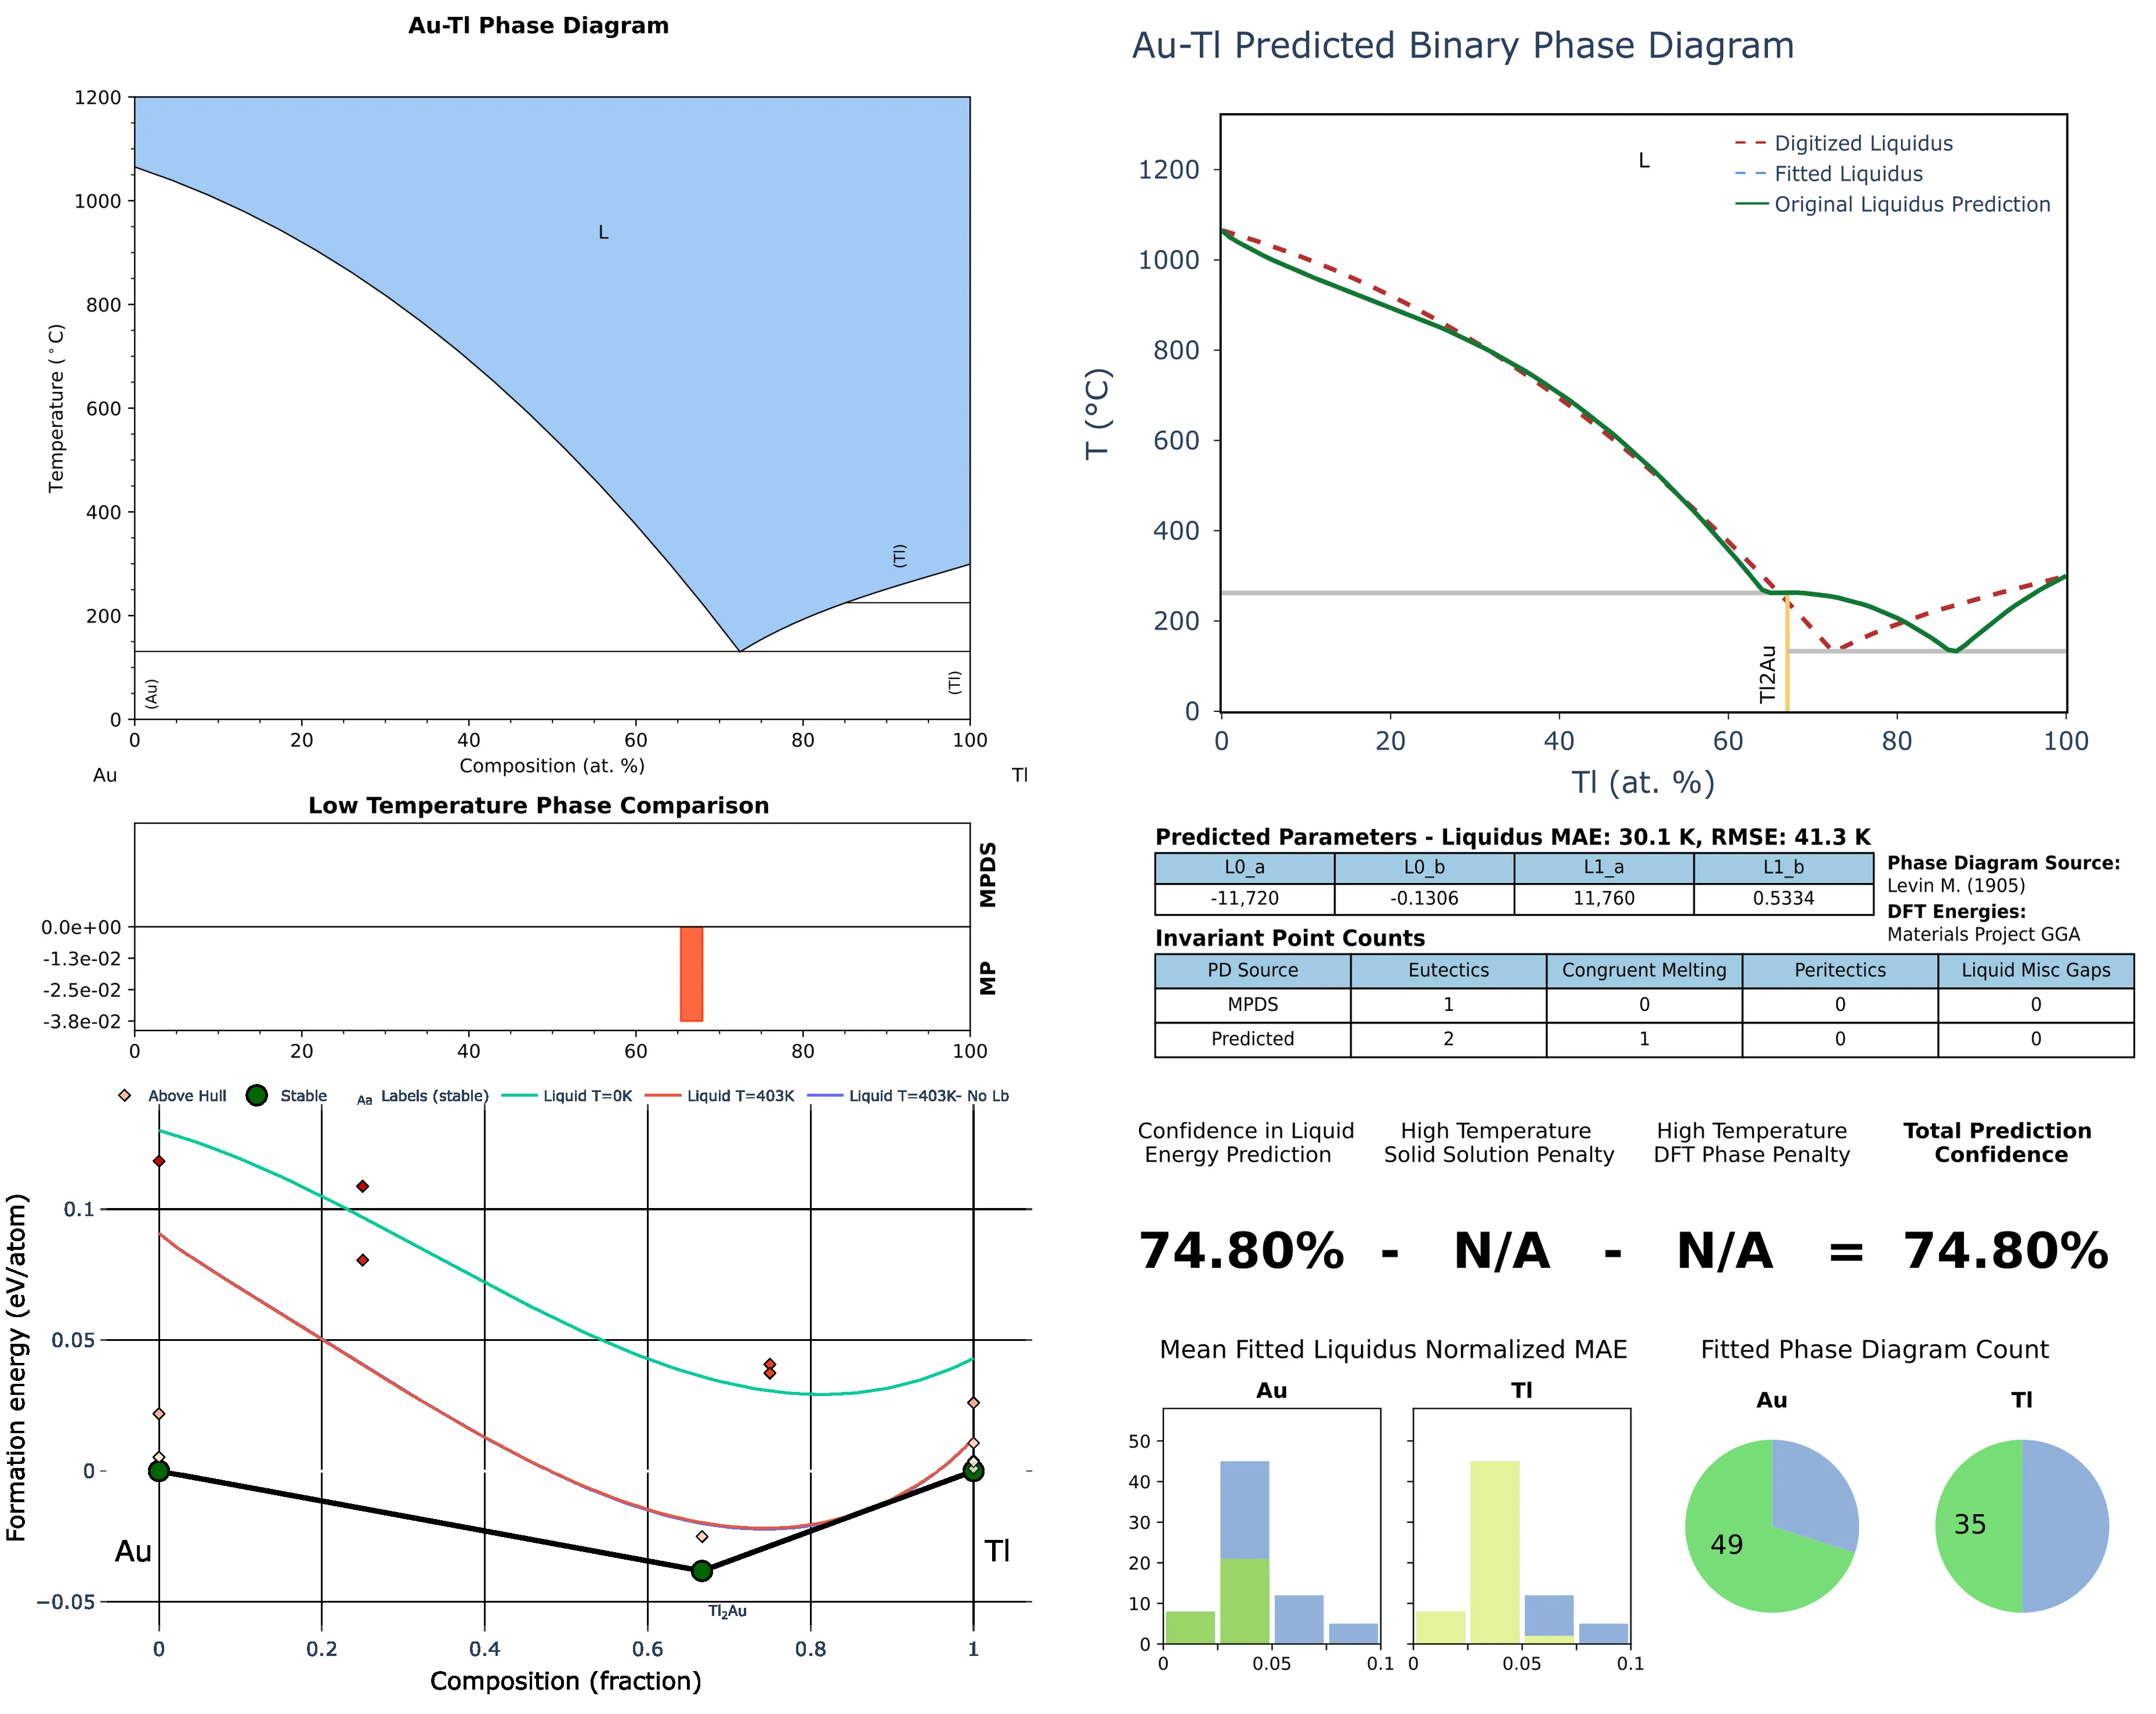 Au-Tl Phase Diagram
1200
1000
800
600
400
200
0
Temperature (°C)
L
(Tl)
(Au)
(Tl)
0 20 40 60 80 100
Composition (at. %)
Au Tl
Low Temperature Phase Comparison
MPDS
MP
0.0e+00
-1.3e-02
-2.5e-02
-3.8e-02
0 20 40 60 80 100
Above Hull Stable Aa Labels (stable) Liquid T=0K Liquid T=403K Liquid T=403K- No Lb
0.1
0.05
0
−0.05
Formation energy (eV/atom)
Au Tl
Tl₂Au
0 0.2 0.4 0.6 0.8 1
Composition (fraction)
Au-Tl Predicted Binary Phase Diagram
L
Digitized Liquidus
Fitted Liquidus
Original Liquidus Prediction
1200
1000
800
600
400
200
0
T (°C)
Tl2Au
0 20 40 60 80 100
Tl (at. %)
Predicted Parameters - Liquidus MAE: 30.1 K, RMSE: 41.3 K
L0_a L0_b L1_a L1_b
-11,720 -0.1306 11,760 0.5334
Phase Diagram Source:
Levin M. (1905)
DFT Energies:
Materials Project GGA
Invariant Point Counts
PD Source Eutectics Congruent Melting Peritectics Liquid Misc Gaps
MPDS 1 0 0 0
Predicted 2 1 0 0
Confidence in Liquid
Energy Prediction
High Temperature
Solid Solution Penalty
High Temperature
DFT Phase Penalty
Total Prediction
Confidence
74.80% - N/A - N/A = 74.80%
Mean Fitted Liquidus Normalized MAE
Au Tl
50
40
30
20
10
0
0 0.05 0.1 0 0.05 0.1
Fitted Phase Diagram Count
Au Tl
49 35